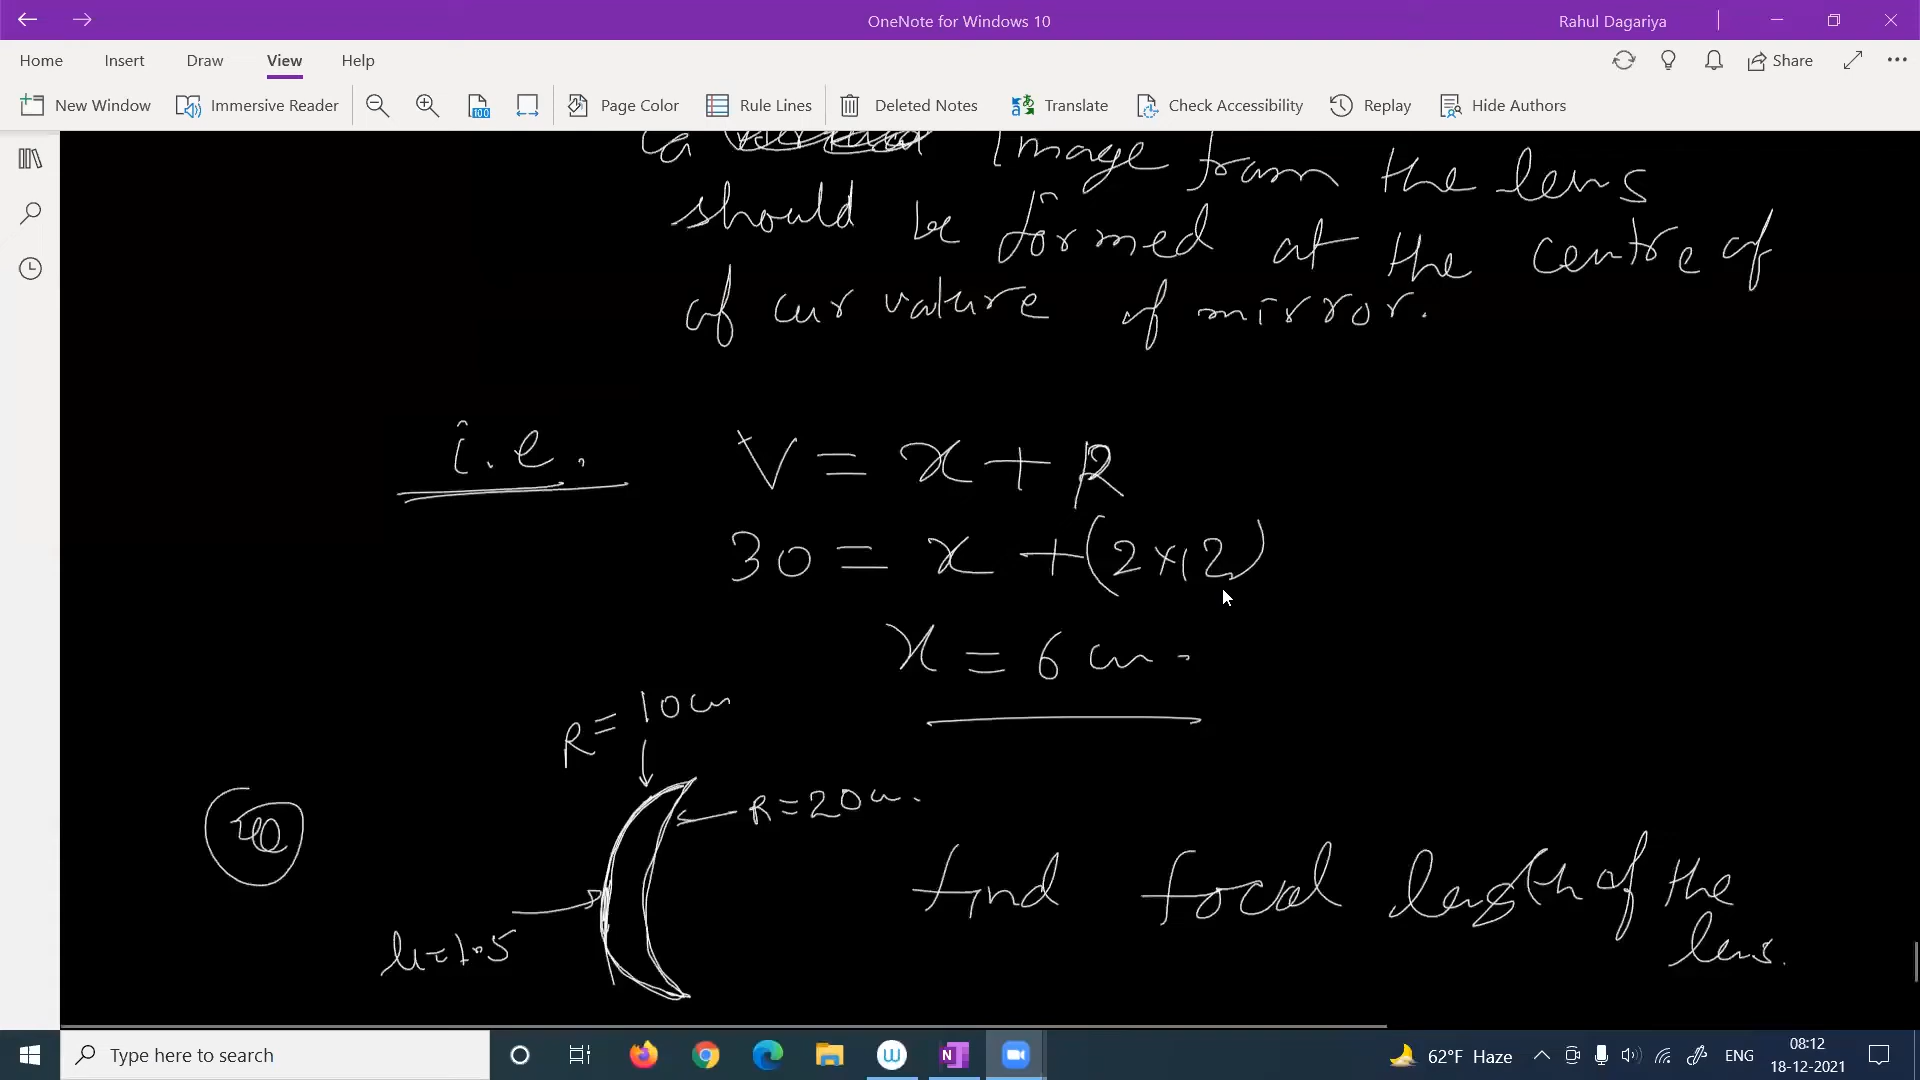 OneNote for Windows 10
Rahul Dagariya
Home Insert Draw View Help
Share
New Window Immersive Reader Page Color Rule Lines Deleted Notes Translate Check Accessibility Replay Hide Authors
Image from the lens
should be formed at the centre of
of curvature of mirror.
i.e. V = x + R
30 = x + (2×12)
x = 6 cm.
R = 10cm
R = 20cm.
μ = 1.5
find focal length of the
lens.
Type here to search
62°F Haze
ENG
08:12
18-12-2021